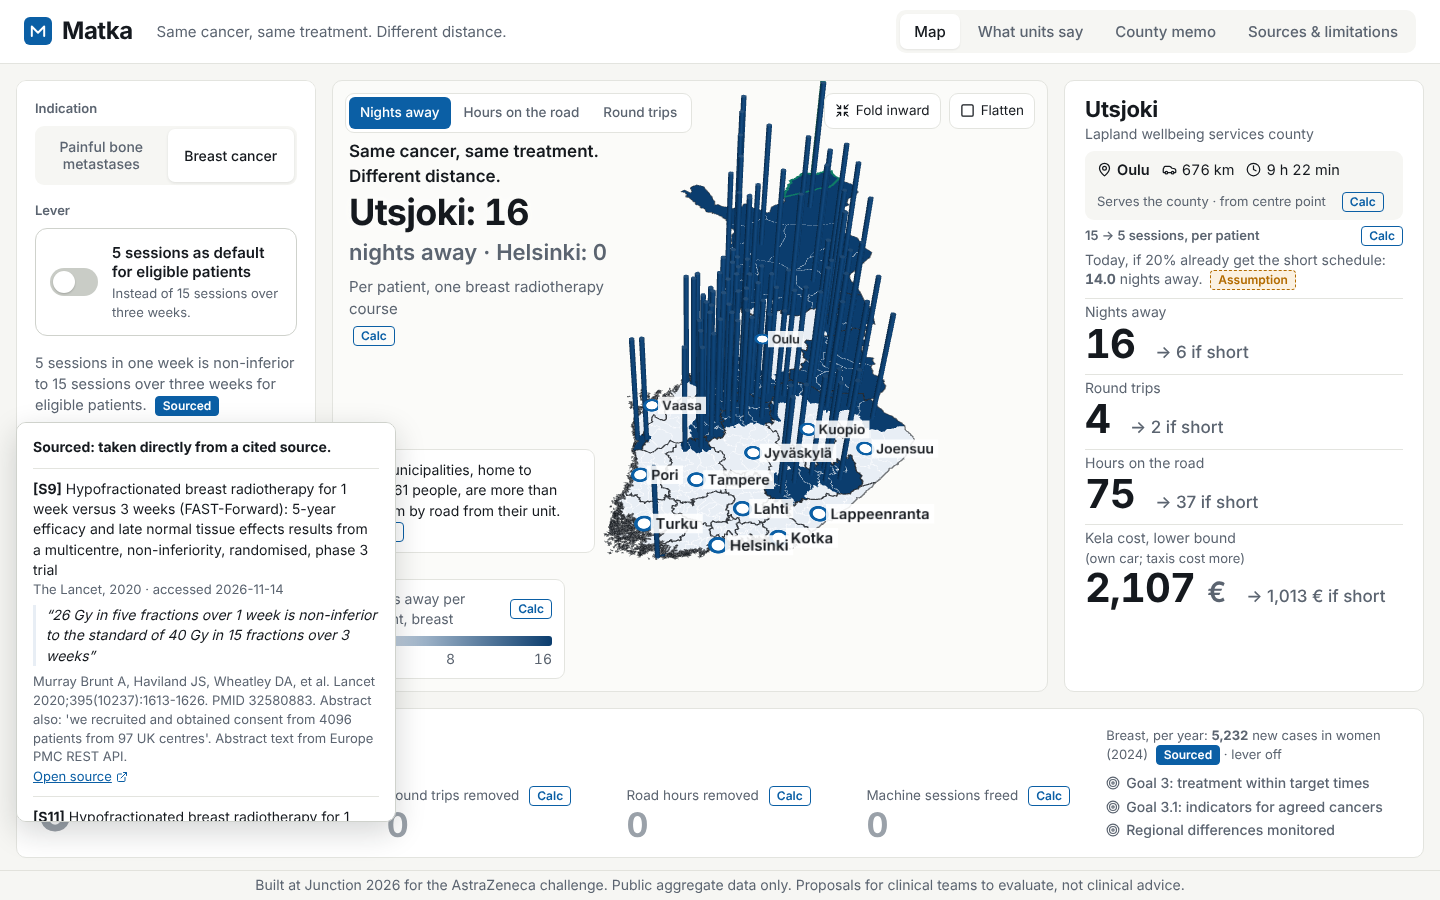 Matka
Same cancer, same treatment. Different distance.
Map
What units say
County memo
Sources & limitations
Indication
Painful bone
metastases
Breast cancer
Lever
5 sessions as default
for eligible patients
Instead of 15 sessions over
three weeks.
5 sessions in one week is non-inferior
to 15 sessions over three weeks for
eligible patients. Sourced
Sourced: taken directly from a cited source.
[S9] Hypofractionated breast radiotherapy for 1
week versus 3 weeks (FAST-Forward): 5-year
efficacy and late normal tissue effects results from
a multicentre, non-inferiority, randomised, phase 3
trial
The Lancet, 2020 · accessed 2026-11-14
“26 Gy in five fractions over 1 week is non-inferior
to the standard of 40 Gy in 15 fractions over 3
weeks”
Murray Brunt A, Haviland JS, Wheatley DA, et al. Lancet
2020;395(10237):1613-1626. PMID 32580883. Abstract
also: 'we recruited and obtained consent from 4096
patients from 97 UK centres'. Abstract text from Europe
PMC REST API.
Open source
[S11] Hypofractionated breast radiotherapy for 1
Nights away
Hours on the road
Round trips
Fold inward
Flatten
Same cancer, same treatment.
Different distance.
Utsjoki: 16
nights away · Helsinki: 0
Per patient, one breast radiotherapy
course
Calc
unicipalities, home to
61 people, are more than
m by road from their unit.
s away per
nt, breast
Calc
8
16
Oulu
Vaasa
Kuopio
Jyväskylä
Joensuu
Pori
Tampere
Lahti
Lappeenranta
Turku
Kotka
Helsinki
Utsjoki
Lapland wellbeing services county
Oulu 676 km 9 h 22 min
Serves the county · from centre point Calc
15 → 5 sessions, per patient Calc
Today, if 20% already get the short schedule:
14.0 nights away. Assumption
Nights away
16 → 6 if short
Round trips
4 → 2 if short
Hours on the road
75 → 37 if short
Kela cost, lower bound
(own car; taxis cost more)
2,107 € → 1,013 € if short
ound trips removed Calc
0
Road hours removed Calc
0
Machine sessions freed Calc
0
Breast, per year: 5,232 new cases in women
(2024) Sourced · lever off
Goal 3: treatment within target times
Goal 3.1: indicators for agreed cancers
Regional differences monitored
Built at Junction 2026 for the AstraZeneca challenge. Public aggregate data only. Proposals for clinical teams to evaluate, not clinical advice.